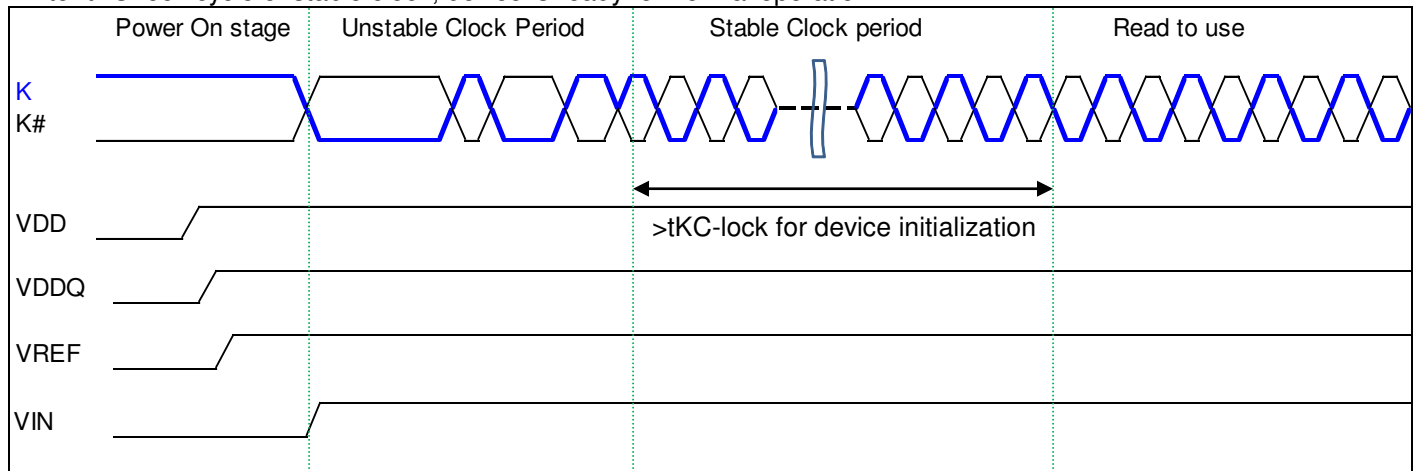 Power On stage Unstable Clock Period Stable Clock period Read to use
K
K#
VDD
>tKC-lock for device initialization
VDDQ
VREF
VIN